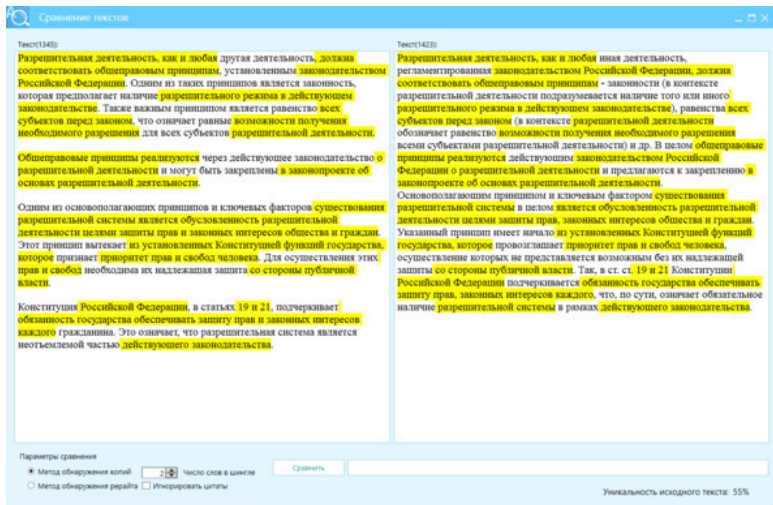 Сравнение текстов
Текст(1345):
Разрешительная деятельность, как и любая другая деятельность, должна
соответствовать общеправовым принципам, установленным законодательством
Российской Федерации. Одним из таких принципов является законность,
которая предполагает наличие разрешительного режима в действующем
законодательстве. Также важным принципом является равенство всех
субъектов перед законом, что означает равные возможности получения
необходимого разрешения для всех субъектов разрешительной деятельности.
Общеправовые принципы реализуются через действующее законодательство о
разрешительной деятельности и могут быть закреплены в законопроекте об
основах разрешительной деятельности.
Одним из основополагающих принципов и ключевых факторов существования
разрешительной системы является обусловленность разрешительной
деятельности целями защиты прав и законных интересов общества и граждан.
Этот принцип вытекает из установленных Конституцией функций государства,
которое признает приоритет прав и свобод человека. Для осуществления этих
прав и свобод необходима их надлежащая защита со стороны публичной
власти.
Конституция Российской Федерации, в статьях 19 и 21, подчеркивает
обязанность государства обеспечивать защиту прав и законных интересов
каждого гражданина. Это означает, что разрешительная система является
неотъемлемой частью действующего законодательства.
Текст(1423):
Разрешительная деятельность, как и любая иная деятельность,
регламентированная законодательством Российской Федерации, должна
соответствовать общеправовым принципам - законности (в контексте
разрешительной деятельности подразумевается наличие того или иного
разрешительного режима в действующем законодательстве), равенства всех
субъектов перед законом (в контексте разрешительной деятельности
обозначает равенство возможности получения необходимого разрешения
всеми субъектами разрешительной деятельности) и др. В целом общеправовые
принципы реализуются действующим законодательством Российской
Федерации о разрешительной деятельности и предлагаются к закреплению в
законопроекте об основах разрешительной деятельности.
Основополагающим принципом и ключевым фактором существования
разрешительной системы в целом является обусловленность разрешительной
деятельности целями защиты прав, законных интересов общества и граждан.
Указанный принцип имеет начало из установленных Конституцией функций
государства, которое провозглашает приоритет прав и свобод человека,
осуществление которых не представляется возможным без их надлежащей
защиты со стороны публичной власти. Так, в ст. ст. 19 и 21 Конституции
Российской Федерации подчеркивается обязанность государства обеспечивать
защиту прав, законных интересов каждого, что, по сути, означает обязательное
наличие разрешительной системы в рамках действующего законодательства.
Параметры сравнения
Метод обнаружения копий 2 Число слов в шингле
Метод обнаружения рерайта Игнорировать цитаты
Сравнить
Уникальность исходного текста: 55%